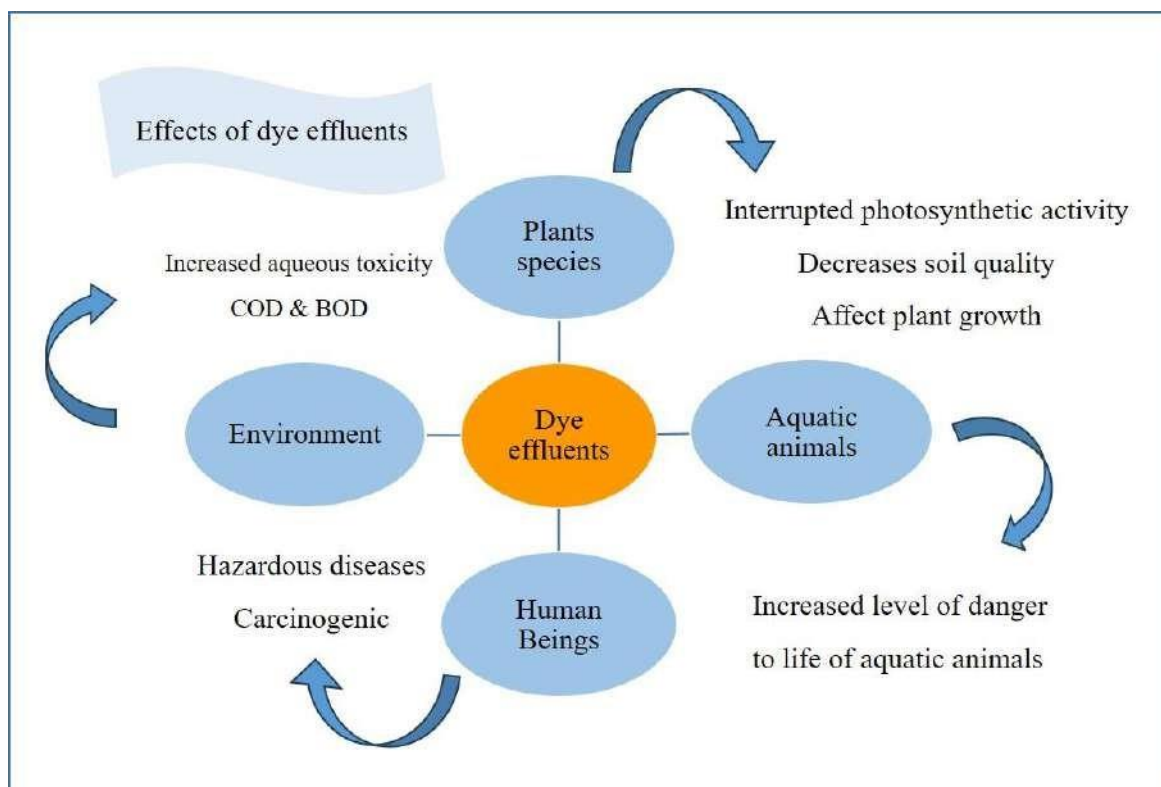 Effects of dye effluents
Plants
species
Interrupted photosynthetic activity
Decreases soil quality
Affect plant growth
Increased aqueous toxicity
COD & BOD
Environment
Dye
effluents
Aquatic
animals
Hazardous diseases
Carcinogenic
Human
Beings
Increased level of danger
to life of aquatic animals